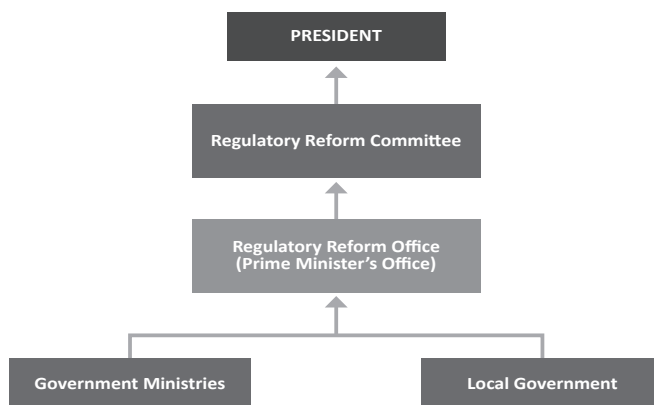 PRESIDENT
Regulatory Reform Committee
Regulatory Reform Office
(Prime Minister’s Office)
Government Ministries
Local Government